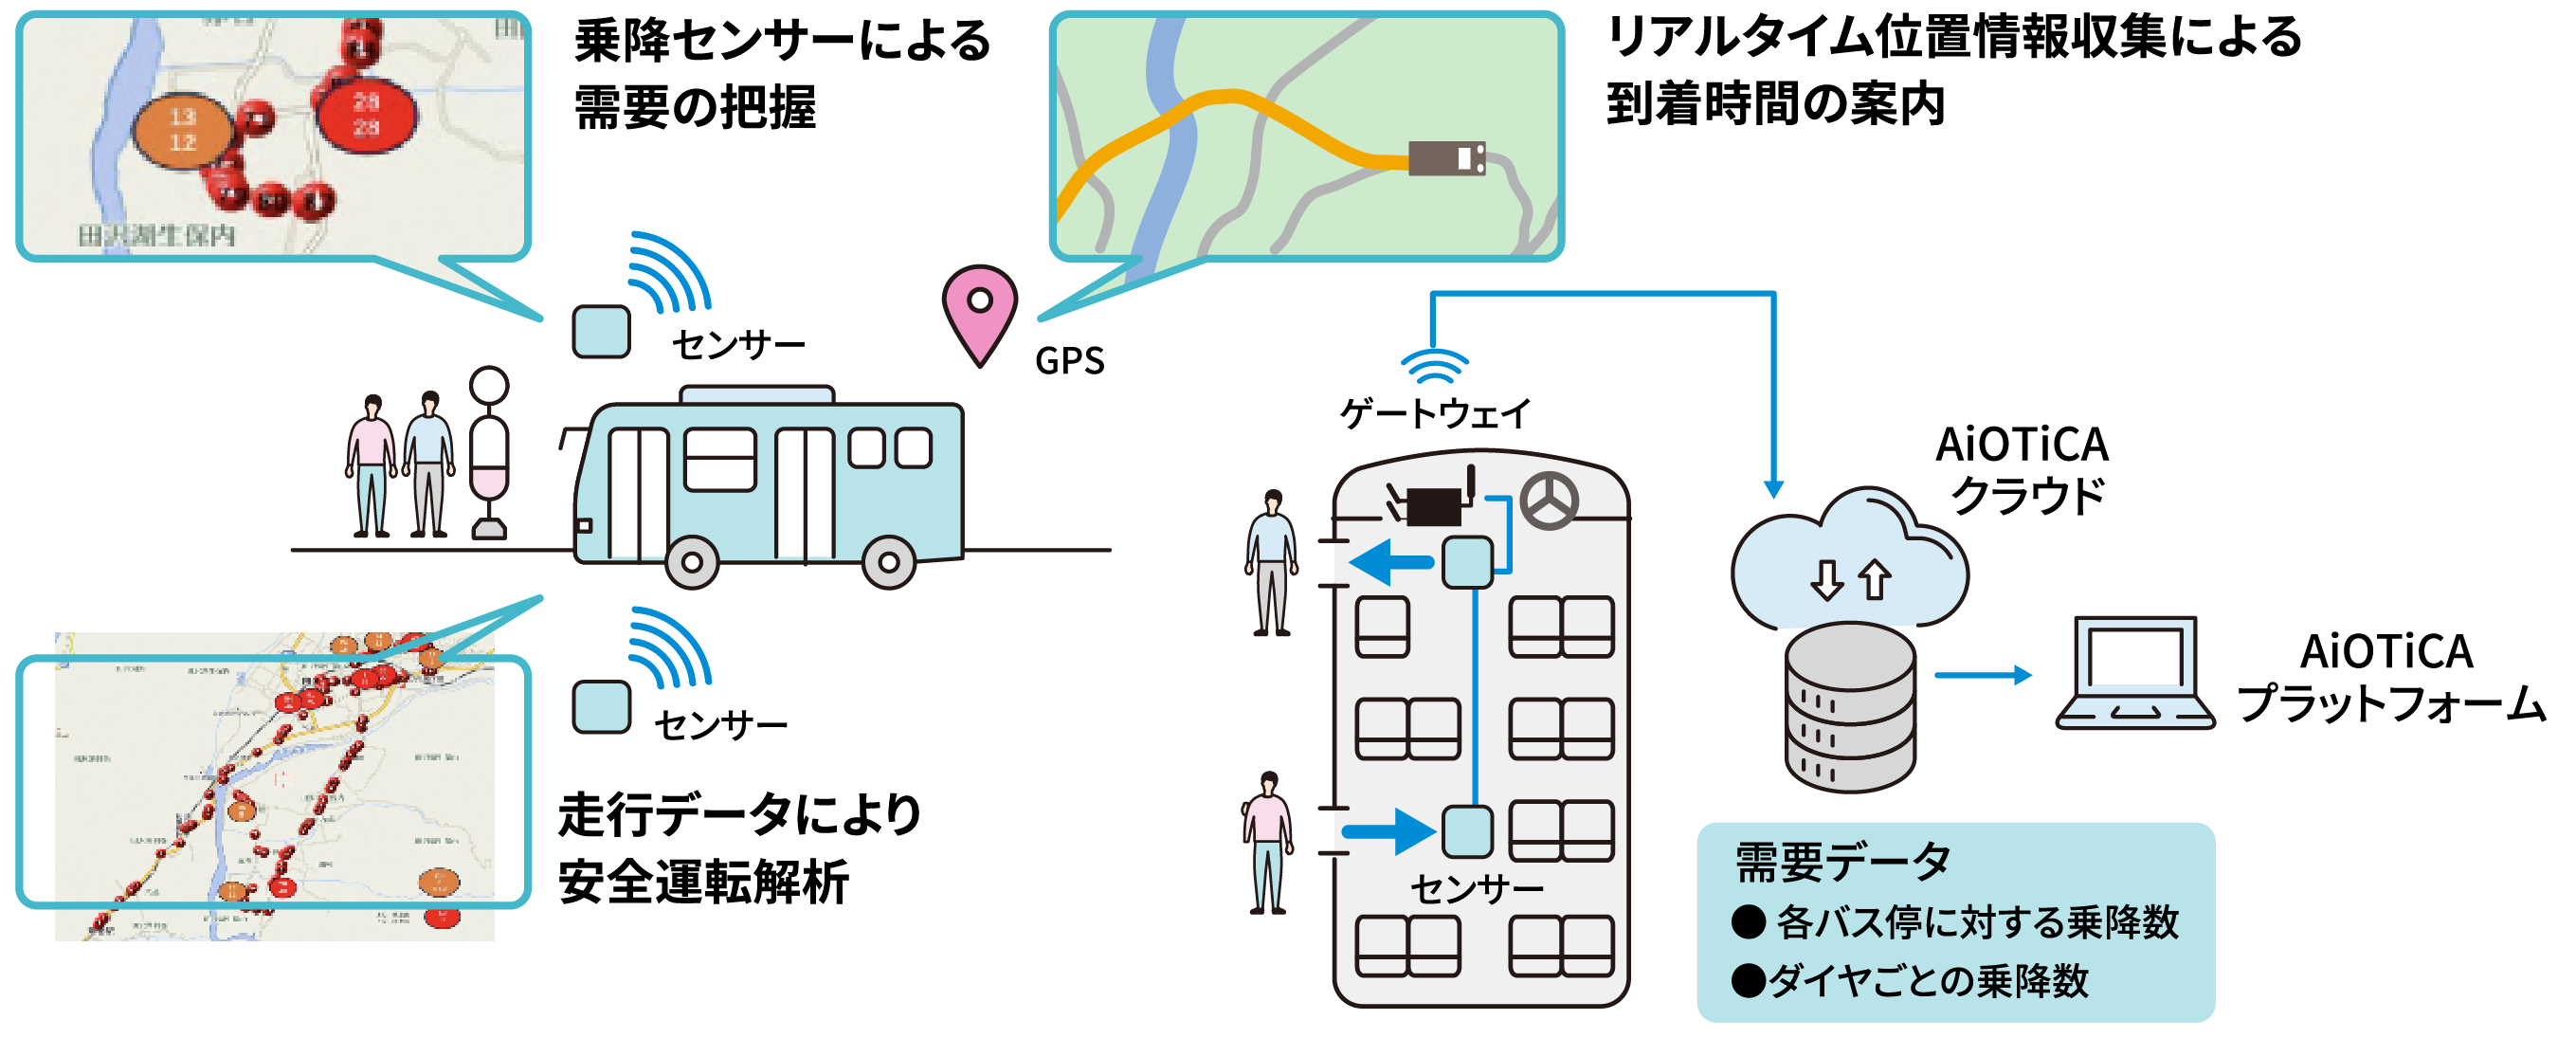 乗降センサーによる
需要の把握
リアルタイム位置情報収集による
到着時間の案内
13
12
28
28
田沢湖生保内
センサー
GPS
ゲートウェイ
AiOTiCA
クラウド
AiOTiCA
プラットフォーム
センサー
走行データにより
安全運転解析
センサー
需要データ
● 各バス停に対する乗降数
●ダイヤごとの乗降数